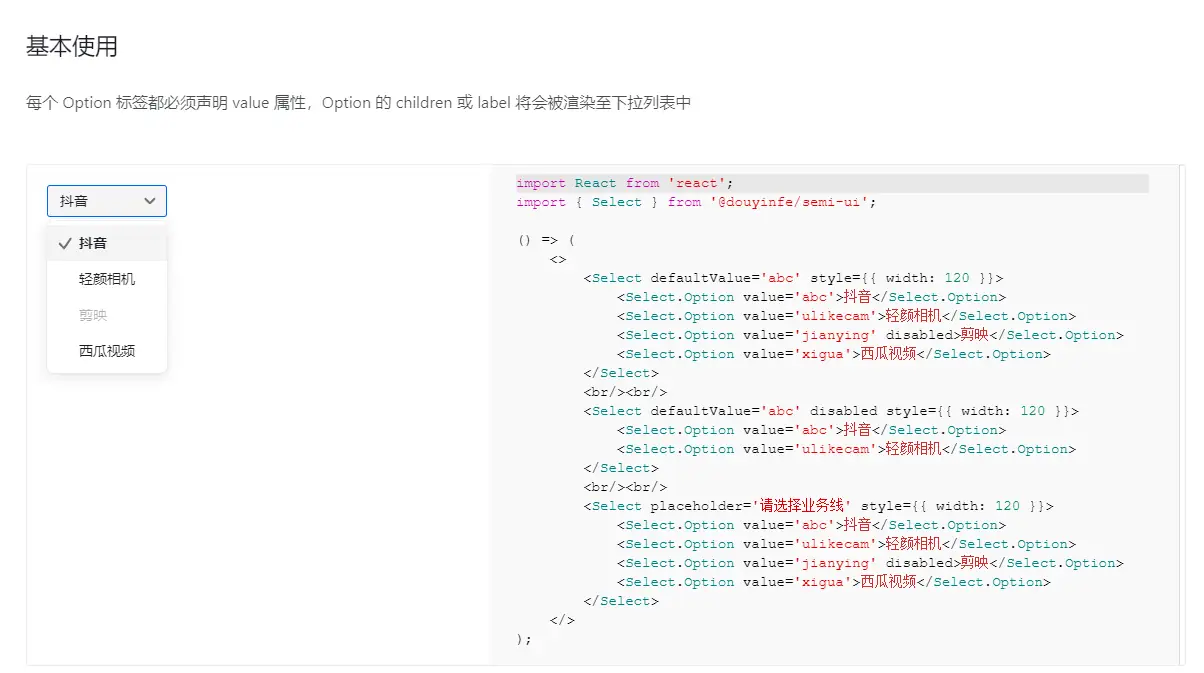 基本使用
每个 Option 标签都必须声明 value 属性，Option 的 children 或 label 将会被渲染至下拉列表中
抖音
抖音
轻颜相机
剪映
西瓜视频
import React from 'react';
import { Select } from '@douyinfe/semi-ui';
() => (
<>
<Select defaultValue='abc' style={{ width: 120 }}>
<Select.Option value='abc'>抖音</Select.Option>
<Select.Option value='ulikecam'>轻颜相机</Select.Option>
<Select.Option value='jianying' disabled>剪映</Select.Option>
<Select.Option value='xigua'>西瓜视频</Select.Option>
</Select>
<br/><br/>
<Select defaultValue='abc' disabled style={{ width: 120 }}>
<Select.Option value='abc'>抖音</Select.Option>
<Select.Option value='ulikecam'>轻颜相机</Select.Option>
</Select>
<br/><br/>
<Select placeholder='请选择业务线' style={{ width: 120 }}>
<Select.Option value='abc'>抖音</Select.Option>
<Select.Option value='ulikecam'>轻颜相机</Select.Option>
<Select.Option value='jianying' disabled>剪映</Select.Option>
<Select.Option value='xigua'>西瓜视频</Select.Option>
</Select>
</>
);